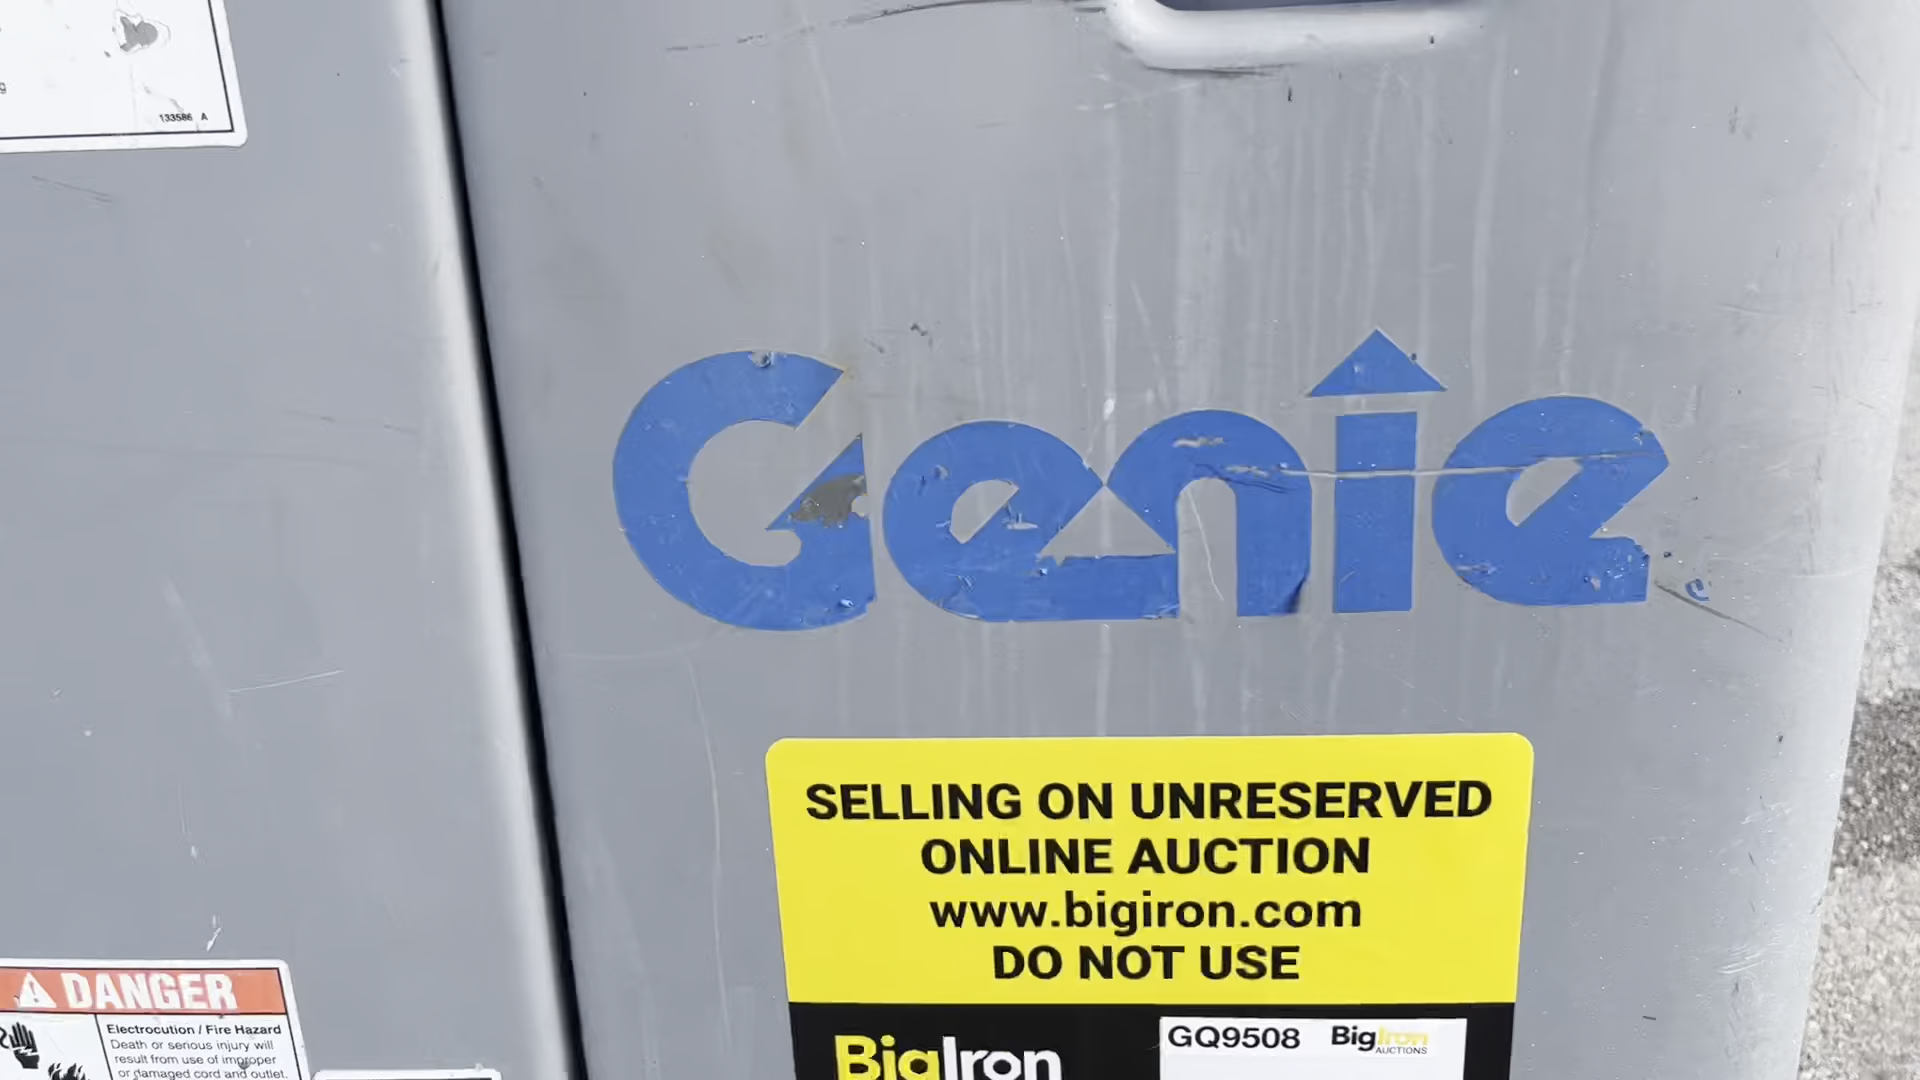 133586 A
Genie
SELLING ON UNRESERVED
ONLINE AUCTION
www.bigiron.com
DO NOT USE
BigIron
GQ9508
BigIron
AUCTIONS
DANGER
Electrocution / Fire Hazard
Death or serious injury will
result from use of improper
or damaged cord and outlet.